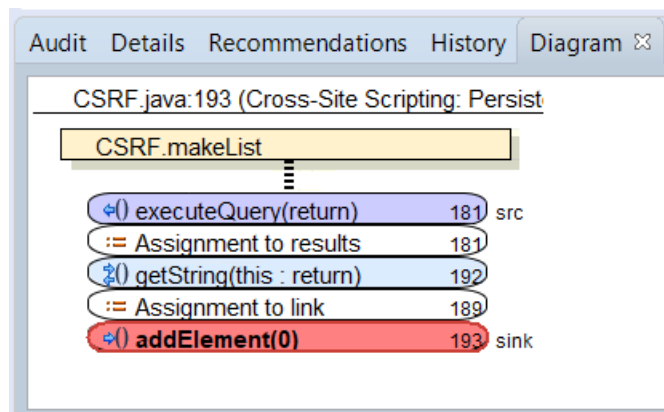 Audit Details Recommendations History Diagram
CSRF.java:193 (Cross-Site Scripting: Persist
CSRF.makeList
executeQuery(return) 181 src
:= Assignment to results 181
() getString(this : return) 192
:= Assignment to link 189
() addElement(0) 193 sink